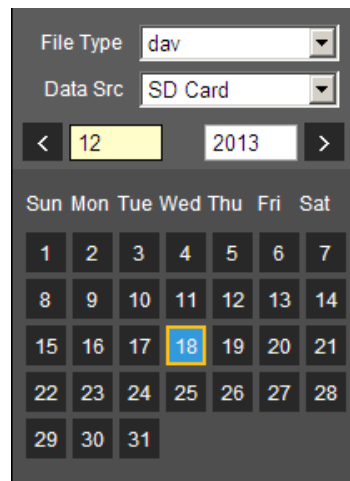 File Type dav
Data Src SD Card
< 12 2013 >
Sun Mon Tue Wed Thu Fri Sat
1 2 3 4 5 6 7
8 9 10 11 12 13 14
15 16 17 18 19 20 21
22 23 24 25 26 27 28
29 30 31